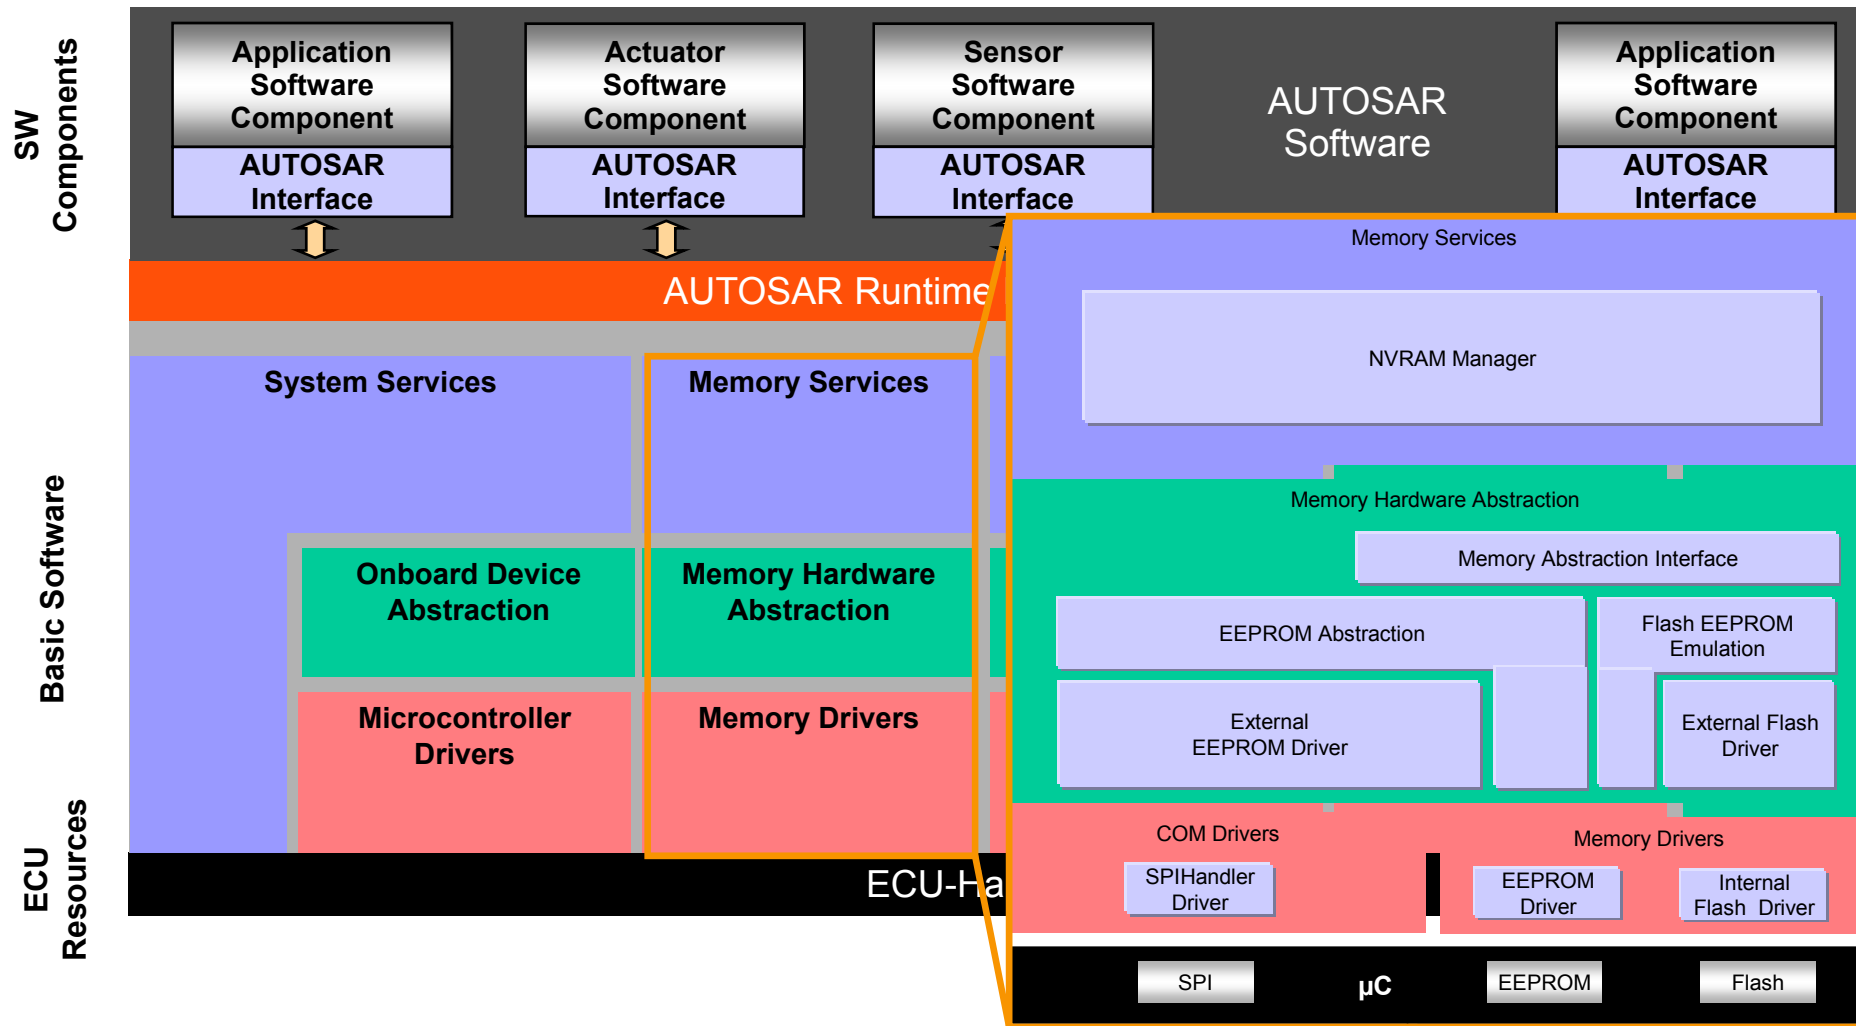 SW
Components
Basic Software
ECU
Resources
Application
Software
Component
AUTOSAR
Interface
Actuator
Software
Component
AUTOSAR
Interface
Sensor
Software
Component
AUTOSAR
Interface
AUTOSAR
Software
Application
Software
Component
AUTOSAR
Interface
AUTOSAR Runtime
System Services
Memory Services
Onboard Device
Abstraction
Memory Hardware
Abstraction
Microcontroller
Drivers
Memory Drivers
ECU-Ha
Memory Services
NVRAM Manager
Memory Hardware Abstraction
Memory Abstraction Interface
EEPROM Abstraction
Flash EEPROM
Emulation
External
EEPROM Driver
External Flash
Driver
COM Drivers
Memory Drivers
SPIHandler
Driver
EEPROM
Driver
Internal
Flash Driver
SPI
µC
EEPROM
Flash